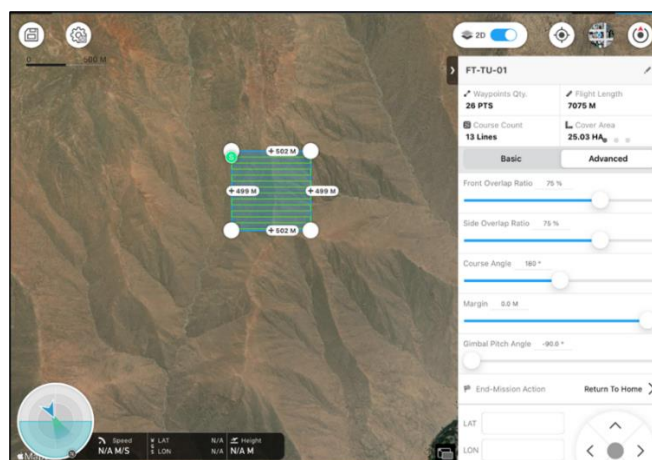 2D
0 500 M
FT-TU-01
Waypoints Qty.
26 PTS
Flight Length
7075 M
Course Count
13 Lines
Cover Area
25.03 HA
Basic
Advanced
Front Overlap Ratio 75 %
Side Overlap Ratio 75 %
Course Angle 180 °
Margin 0.0 M
Gimbal Pitch Angle -90.0 °
End-Mission Action Return To Home
LAT
LON
S
+ 502 M
+ 499 M
+ 499 M
+ 502 M
Speed
N/A M/S
WGS
LAT N/A
LON N/A
Height
N/A M